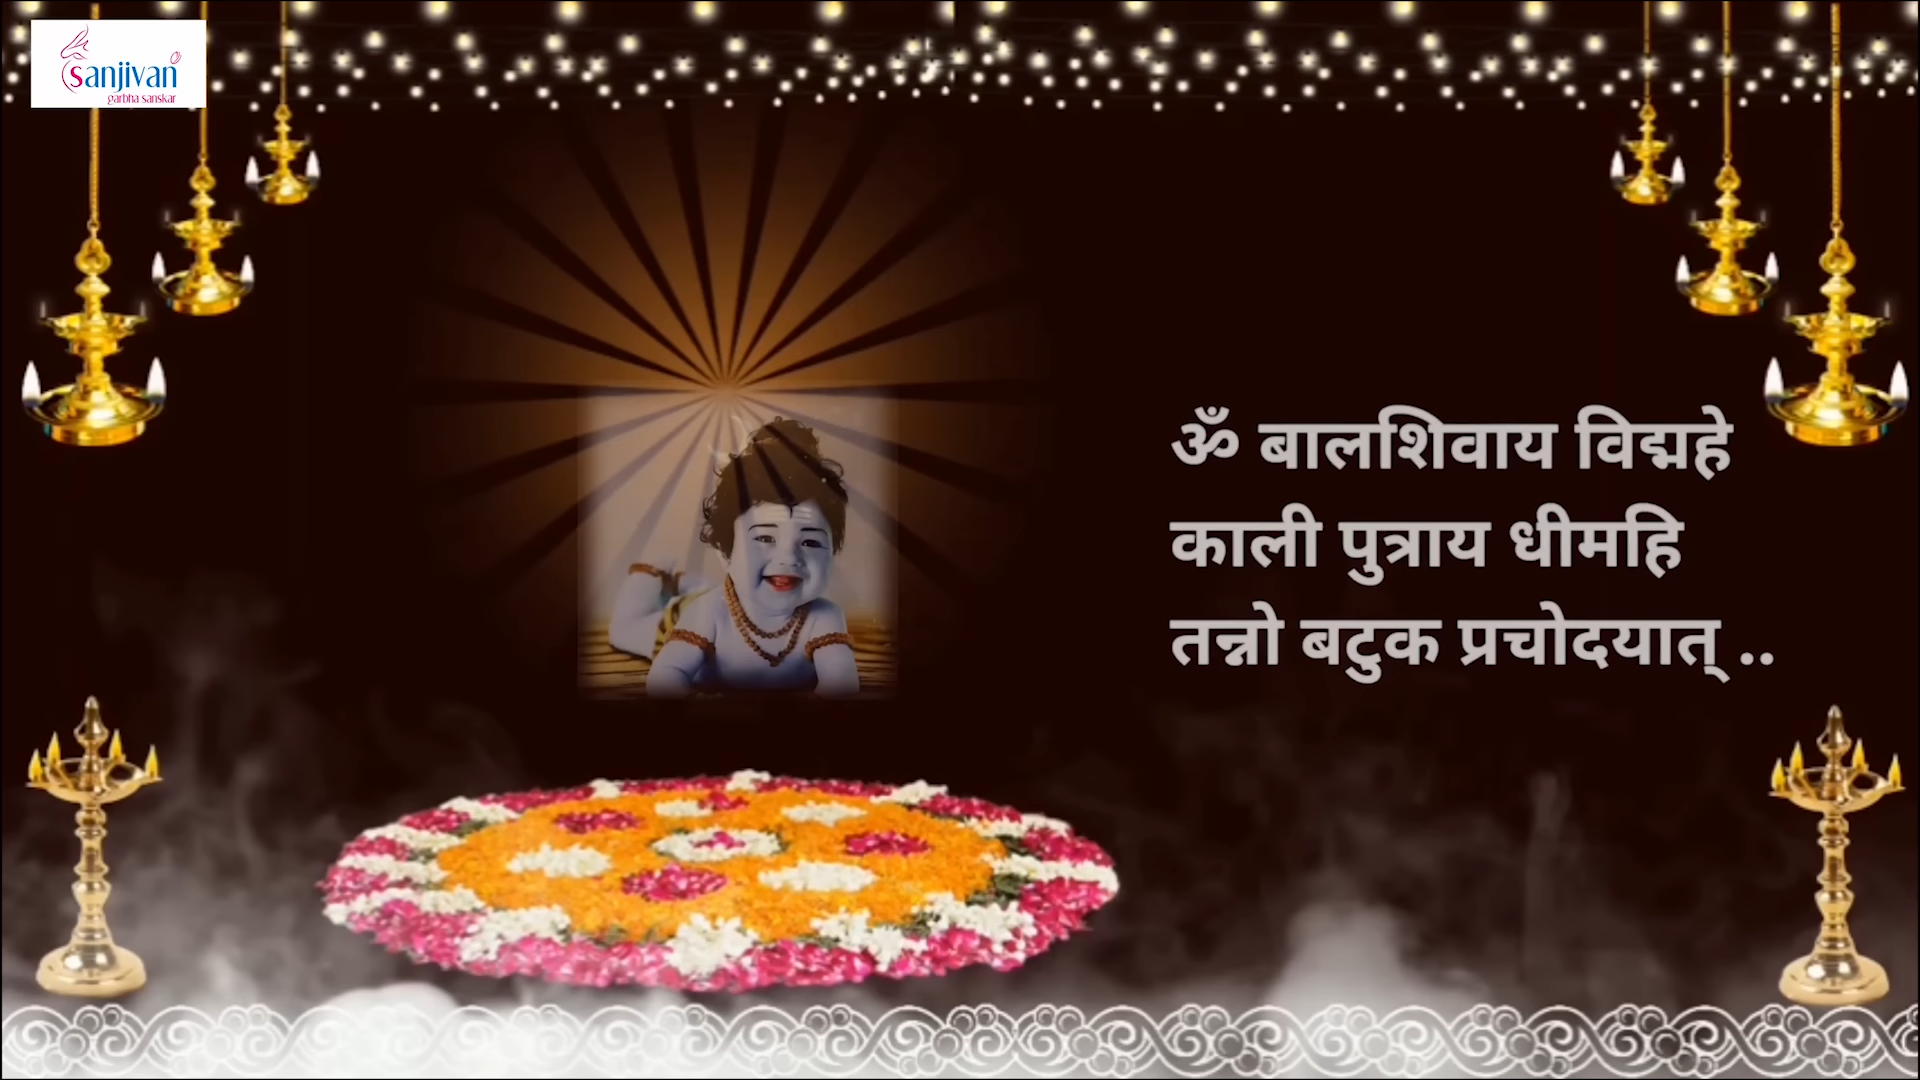 sanjivan
garbha sanskar
ॐ बालशिवाय विद्महे
काली पुत्राय धीमहि
तन्नो बटुक प्रचोदयात् ..